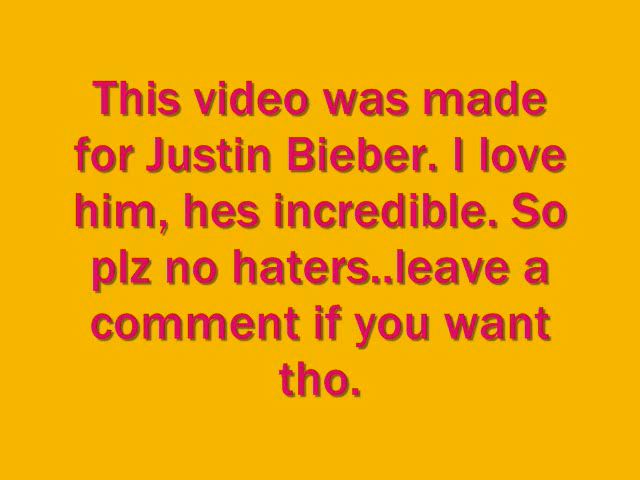 This video was made
for Justin Bieber. I love
him, hes incredible. So
plz no haters..leave a
comment if you want
tho.